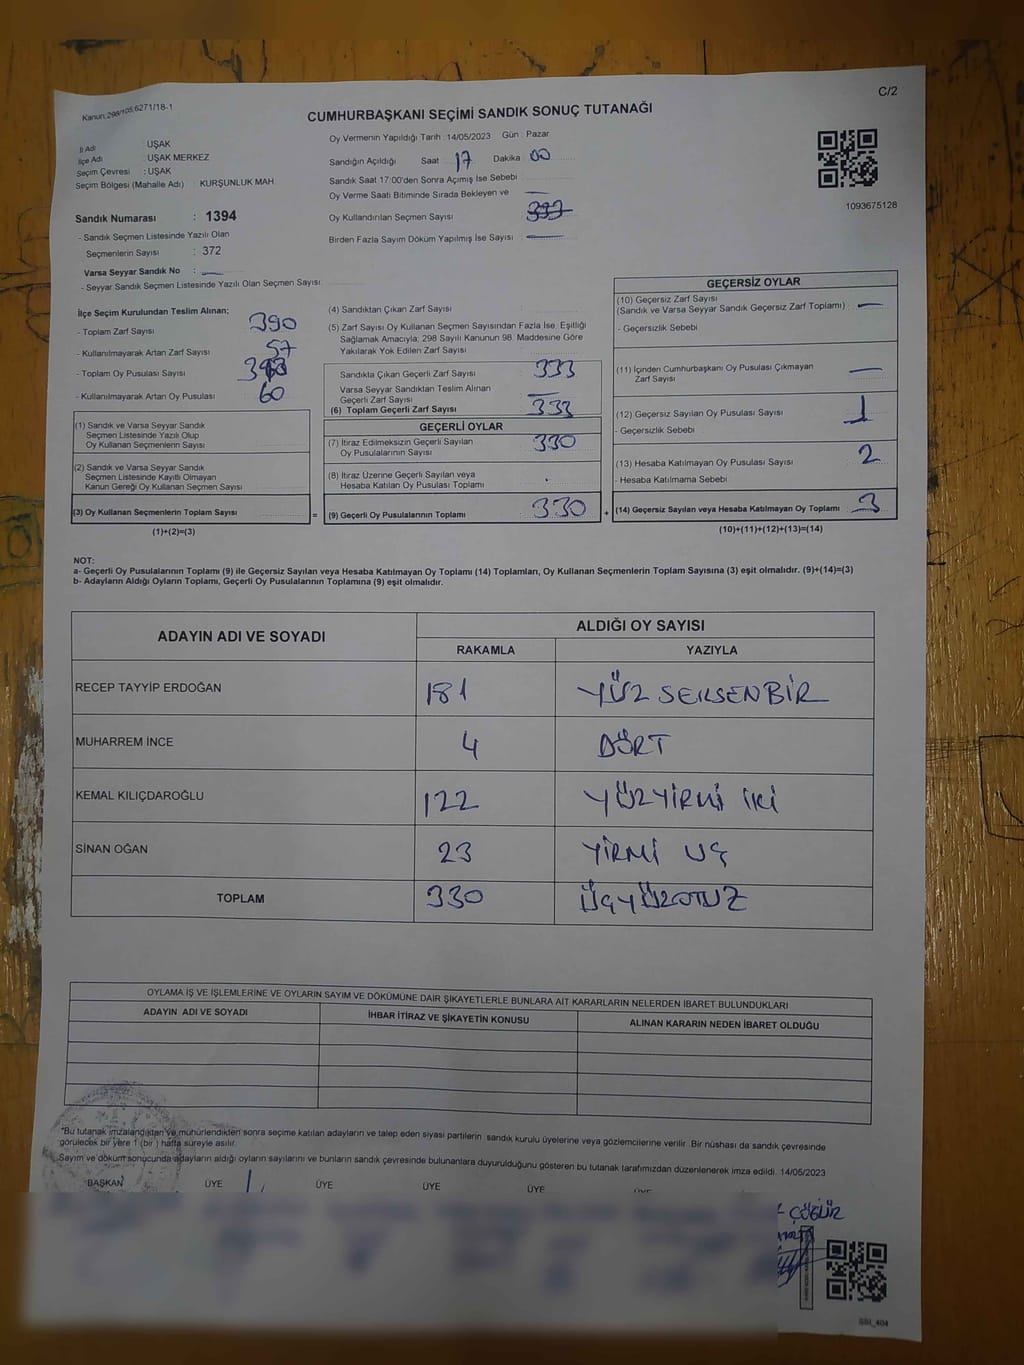 Kanun:298/105;6271/18-1
C/2
CUMHURBAŞKANI SEÇİMİ SANDIK SONUÇ TUTANAĞI
İl Adı : UŞAK
İlçe Adı : UŞAK MERKEZ
Seçim Çevresi : UŞAK
Seçim Bölgesi (Mahalle Adı) : KURŞUNLUK MAH.
Oy Vermenin Yapıldığı Tarih : 14/05/2023 Gün : Pazar
Sandığın Açıldığı Saat 17 Dakika 00
Sandık Saat 17:00'den Sonra Açımış İse Sebebi
Oy Verme Saati Bitiminde Sırada Bekleyen ve
Oy Kullandırılan Seçmen Sayısı
Birden Fazla Sayım Döküm Yapılmış İse Sayısı
1093675128
Sandık Numarası : 1394
- Sandık Seçmen Listesinde Yazılı Olan
Seçmenlerin Sayısı : 372
Varsa Seyyar Sandık No :
- Seyyar Sandık Seçmen Listesinde Yazılı Olan Seçmen Sayısı:
İlçe Seçim Kurulundan Teslim Alınan;
- Toplam Zarf Sayısı 390
- Kullanılmayarak Artan Zarf Sayısı 57
- Toplam Oy Pusulası Sayısı
- Kullanılmayarak Artan Oy Pusulası 60
(1) Sandık ve Varsa Seyyar Sandık
Seçmen Listesinde Yazılı Olup
Oy Kullanan Seçmenlerin Sayısı
(2) Sandık ve Varsa Seyyar Sandık
Seçmen Listesinde Kayıtlı Olmayan
Kanun Gereği Oy Kullanan Seçmen Sayısı
(3) Oy Kullanan Seçmenlerin Toplam Sayısı
(1)+(2)=(3)
(4) Sandıktan Çıkan Zarf Sayısı
(5) Zarf Sayısı Oy Kullanan Seçmen Sayısından Fazla İse, Eşitliği
Sağlamak Amacıyla; 298 Sayılı Kanunun 98. Maddesine Göre
Yakılarak Yok Edilen Zarf Sayısı
Sandıkta Çıkan Geçerli Zarf Sayısı 333
Varsa Seyyar Sandıktan Teslim Alınan
Geçerli Zarf Sayısı
(6) Toplam Geçerli Zarf Sayısı 333
GEÇERLİ OYLAR
(7) İtiraz Edilmeksizin Geçerli Sayılan
Oy Pusulalarının Sayısı 330
(8) İtiraz Üzerine Geçerli Sayılan veya
Hesaba Katılan Oy Pusulası Toplamı
= (9) Geçerli Oy Pusulalarının Toplamı 330 +
GEÇERSİZ OYLAR
(10) Geçersiz Zarf Sayısı
(Sandık ve Varsa Seyyar Sandık Geçersiz Zarf Toplamı)
- Geçersizlik Sebebi
(11) İçinden Cumhurbaşkanı Oy Pusulası Çıkmayan
Zarf Sayısı
(12) Geçersiz Sayılan Oy Pusulası Sayısı 1
- Geçersizlik Sebebi
(13) Hesaba Katılmayan Oy Pusulası Sayısı 2
- Hesaba Katılmama Sebebi
(14) Geçersiz Sayılan veya Hesaba Katılmayan Oy Toplamı 3
(10)+(11)+(12)+(13)=(14)
NOT:
a- Geçerli Oy Pusulalarının Toplamı (9) ile Geçersiz Sayılan veya Hesaba Katılmayan Oy Toplamı (14) Toplamları, Oy Kullanan Seçmenlerin Toplam Sayısına (3) eşit olmalıdır. (9)+(14)=(3)
b- Adayların Aldığı Oyların Toplamı, Geçerli Oy Pusulalarının Toplamına (9) eşit olmalıdır.
ADAYIN ADI VE SOYADI
ALDIĞI OY SAYISI
RAKAMLA YAZIYLA
RECEP TAYYİP ERDOĞAN 181 YÜZ SEKSENBİR
MUHARREM İNCE 4 DÖRT
KEMAL KILIÇDAROĞLU 122 YÜZYİRMİ İKİ
SİNAN OĞAN 23 YİRMİ ÜÇ
TOPLAM 330 ÜÇYÜZOTUZ
OYLAMA İŞ VE İŞLEMLERİNE VE OYLARIN SAYIM VE DÖKÜMÜNE DAİR ŞİKAYETLERLE BUNLARA AİT KARARLARIN NELERDEN İBARET BULUNDUKLARI
ADAYIN ADI VE SOYADI İHBAR İTİRAZ VE ŞİKAYETİN KONUSU ALINAN KARARIN NEDEN İBARET OLDUĞU
*Bu tutanak imzalandıktan ve mühürlendikten sonra seçime katılan adayların ve talep eden siyasi partilerin sandık kurulu üyelerine veya gözlemcilerine verilir. Bir nüshası da sandık çevresinde
görülecek bir yere 1 (bir) hafta süreyle asılır.
Sayım ve döküm sonucunda adayların aldığı oyların sayılarını ve bunların sandık çevresinde bulunanlara duyurulduğunu gösteren bu tutanak tarafımızdan düzenlenerek imza edildi. 14/05/2023
BAŞKAN ÜYE ÜYE ÜYE ÜYE